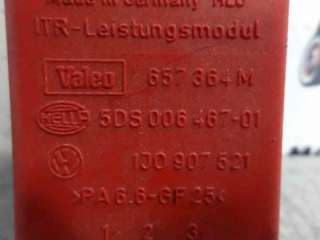 Made in Germany
ITR-Leistungsmodul
Valeo 657 364 M
HELLA 5DS 006 467-01
VW 1J0 907 521
>PA 6.6-GF 25<
1 2 3